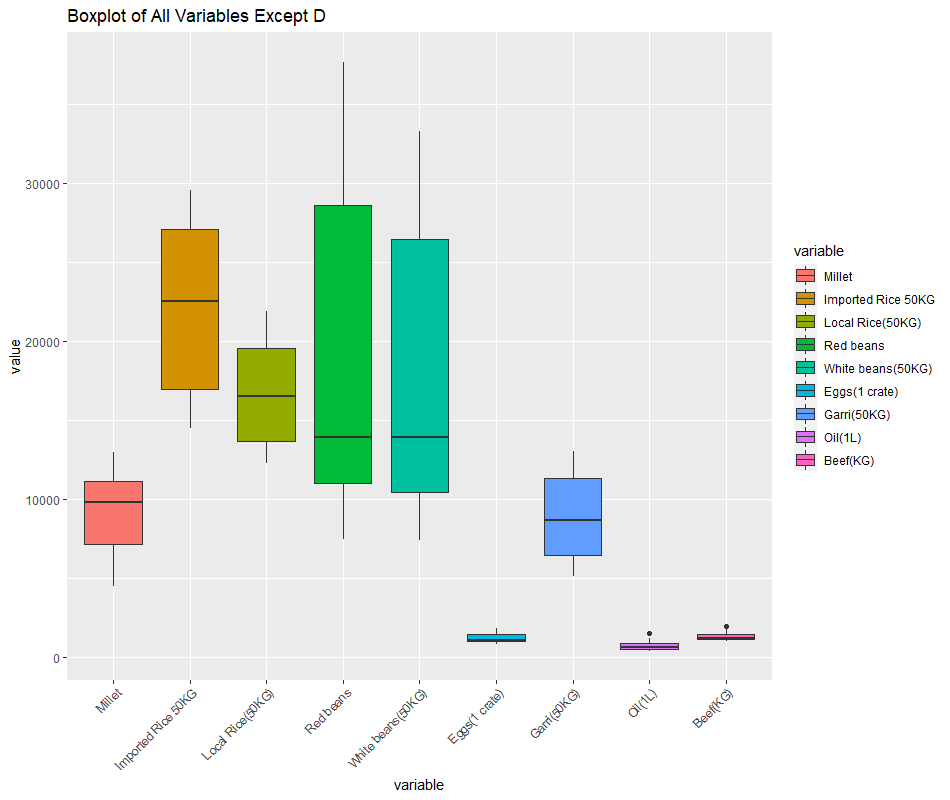 Boxplot of All Variables Except D
value
30000
20000
10000
0
Millet
Imported Rice 50KG
Local Rice(50KG)
Red beans
White beans(50KG)
Eggs(1 crate)
Garri(50KG)
Oil(1L)
Beef(KG)
variable
variable
Millet
Imported Rice 50KG
Local Rice(50KG)
Red beans
White beans(50KG)
Eggs(1 crate)
Garri(50KG)
Oil(1L)
Beef(KG)